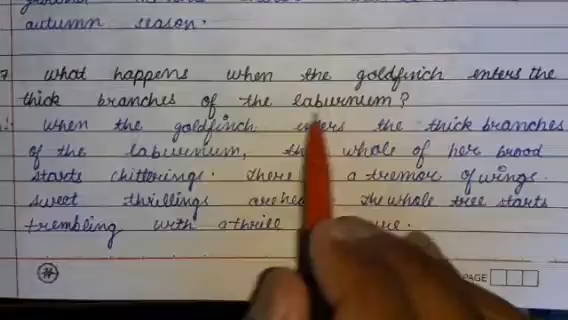 autumn season.
7 what happens when the goldfinch enters the
thick branches of the laburnum?
when the goldfinch enters the thick branches
of the laburnum, the whole of her brood
starts chitterings. There a tremor of wings.
sweet thrillings are The whole tree starts
trembling with a thrill
PAGE